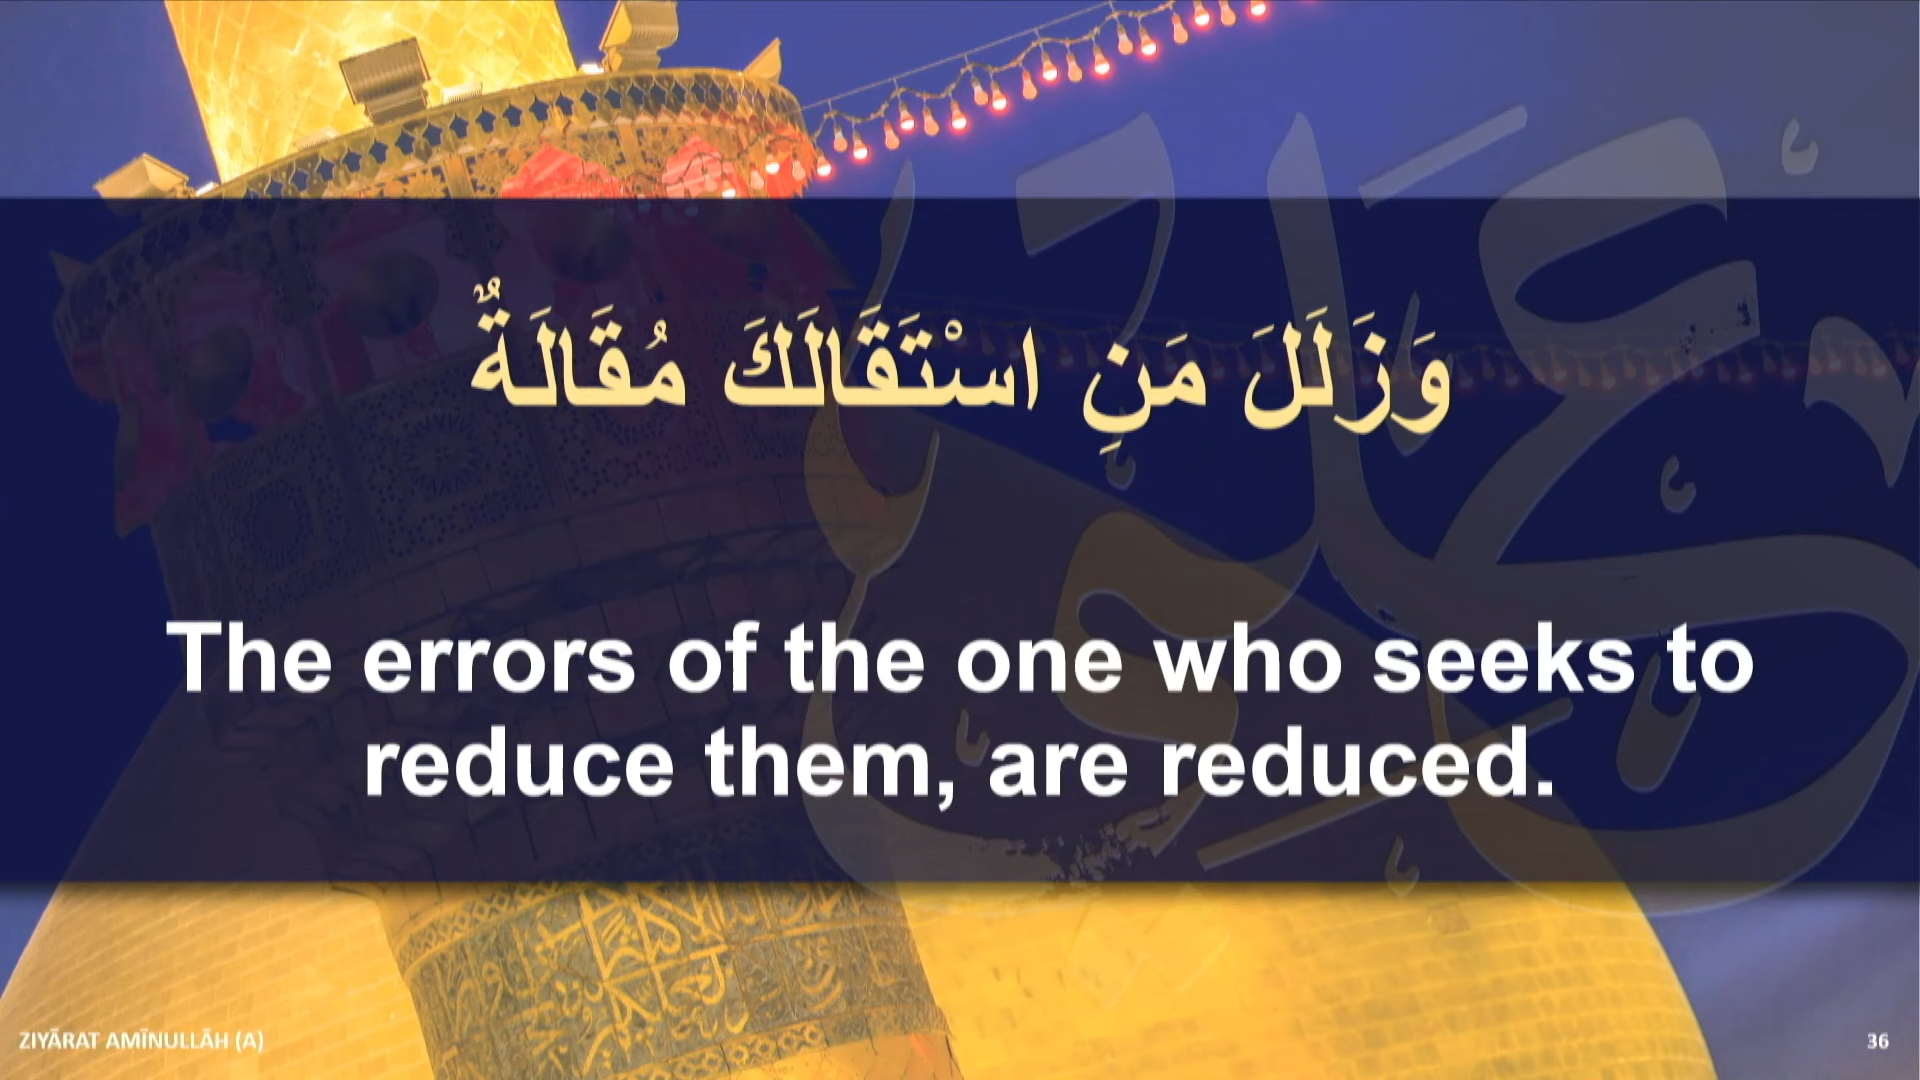 وَزَلَلَ مَنِ اسْتَقَالَكَ مُقَالَةٌ
The errors of the one who seeks to
reduce them, are reduced.
ZIYĀRAT AMĪNULLĀH (A)
36